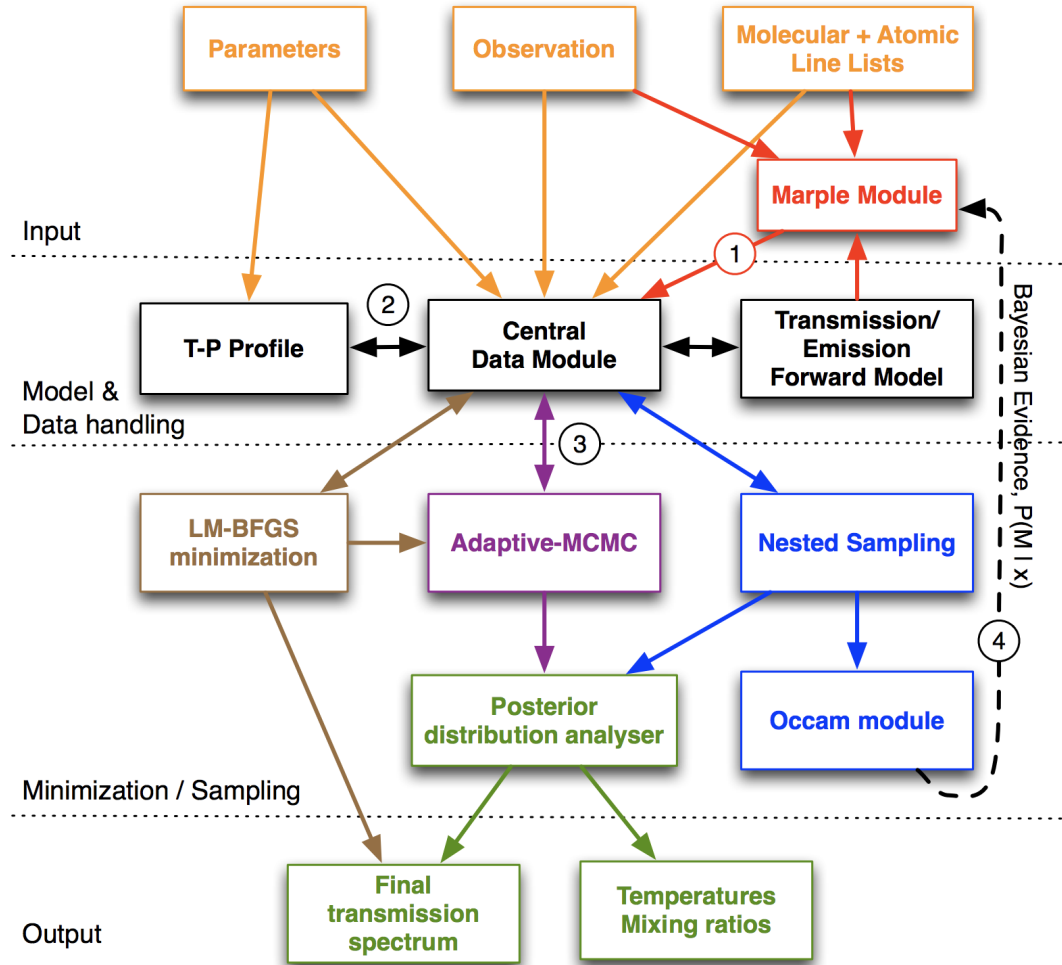 Parameters
Observation
Molecular + Atomic
Line Lists
Marple Module
Input
1
2
T-P Profile
Central
Data Module
Transmission/
Emission
Forward Model
Model &
Data handling
Bayesian Evidence, P(M I x)
3
LM-BFGS
minimization
Adaptive-MCMC
Nested Sampling
4
Posterior
distribution analyser
Occam module
Minimization / Sampling
Final
transmission
spectrum
Temperatures
Mixing ratios
Output